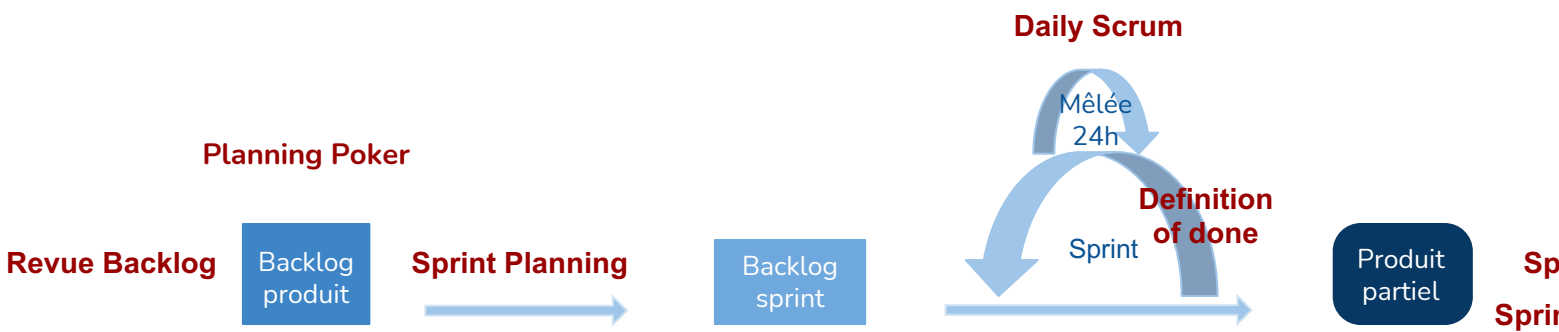 Daily Scrum
Mêlée
24h
Planning Poker
Definition
of done
Revue Backlog
Backlog
produit
Sprint Planning
Backlog
sprint
Sprint
Produit
partiel